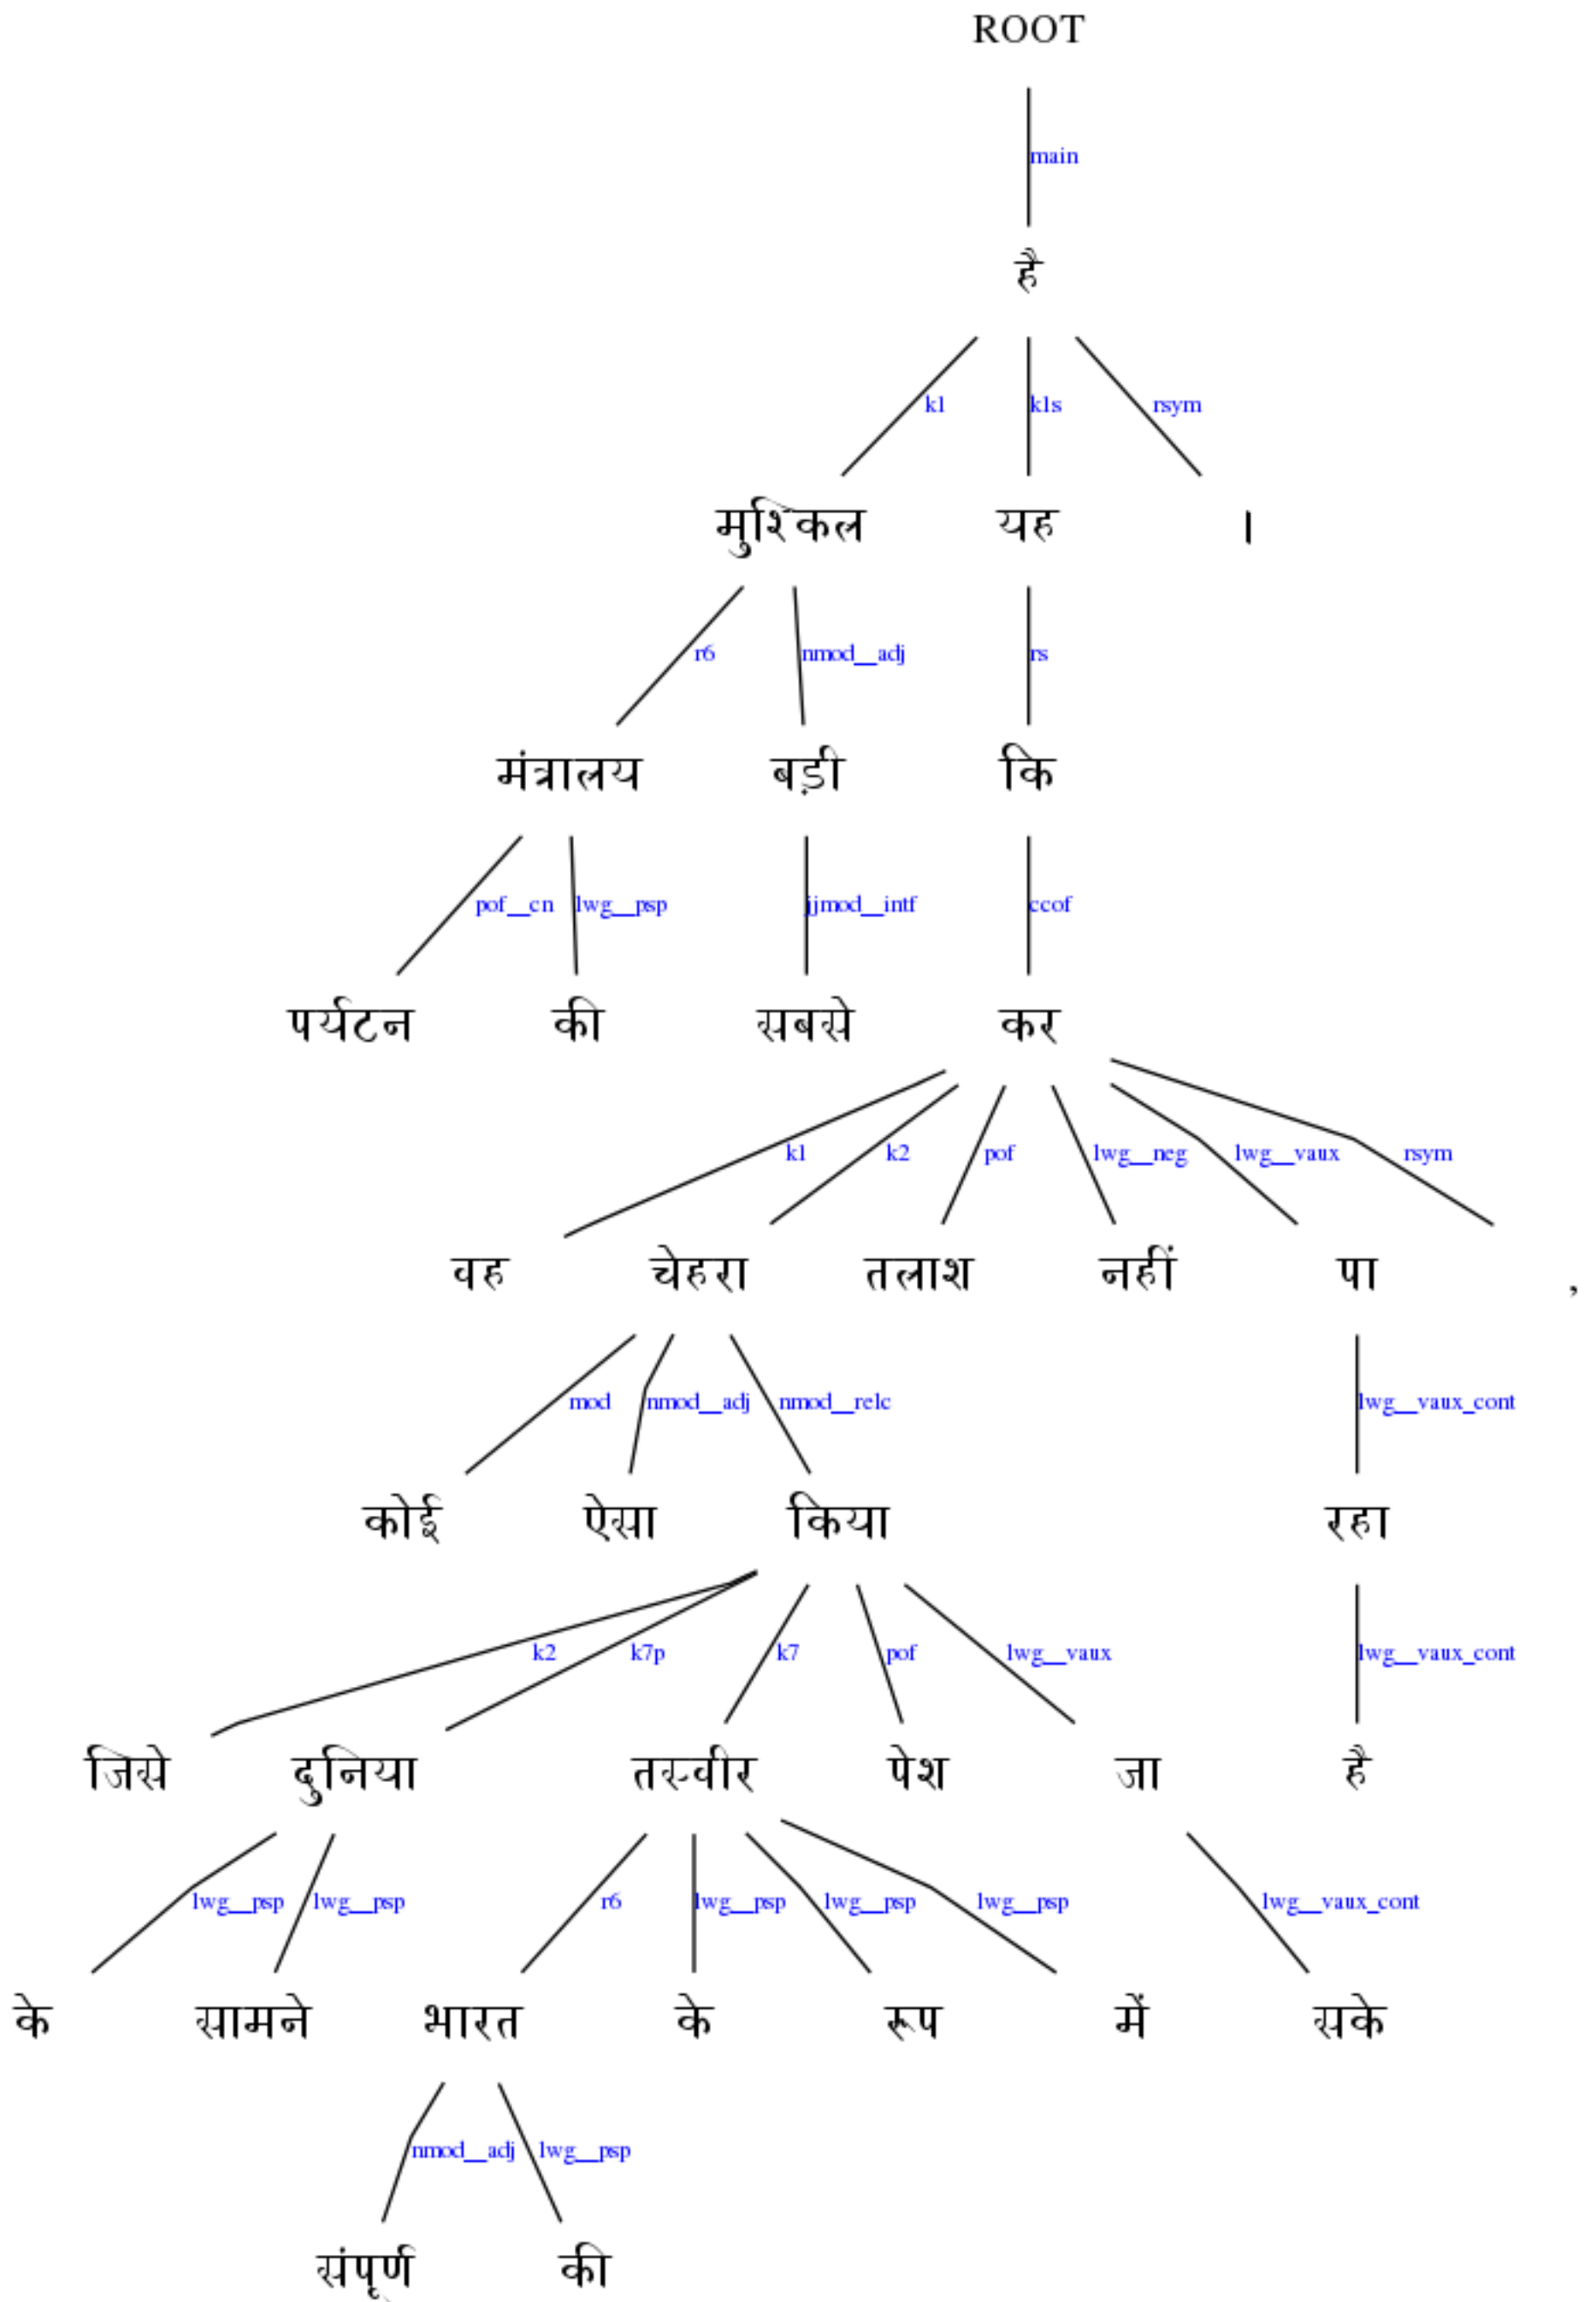 ROOT
main
है
k1 k1s rsym
मुश्किल यह ।
r6 nmod__adj rs
मंत्रालय बड़ी कि
pof__cn lwg__psp jjmod__intf ccof
पर्यटन की सबसे कर
k1 k2 pof lwg__neg lwg__vaux rsym
वह चेहरा तलाश नहीं पा ,
mod nmod__adj nmod__relc lwg__vaux_cont
कोई ऐसा किया रहा
k2 k7p k7 pof lwg__vaux lwg__vaux_cont
जिसे दुनिया तस्वीर पेश जा है
lwg__psp lwg__psp r6 lwg__psp lwg__psp lwg__psp lwg__vaux_cont
के सामने भारत के रूप में सके
nmod__adj lwg__psp
संपूर्ण की